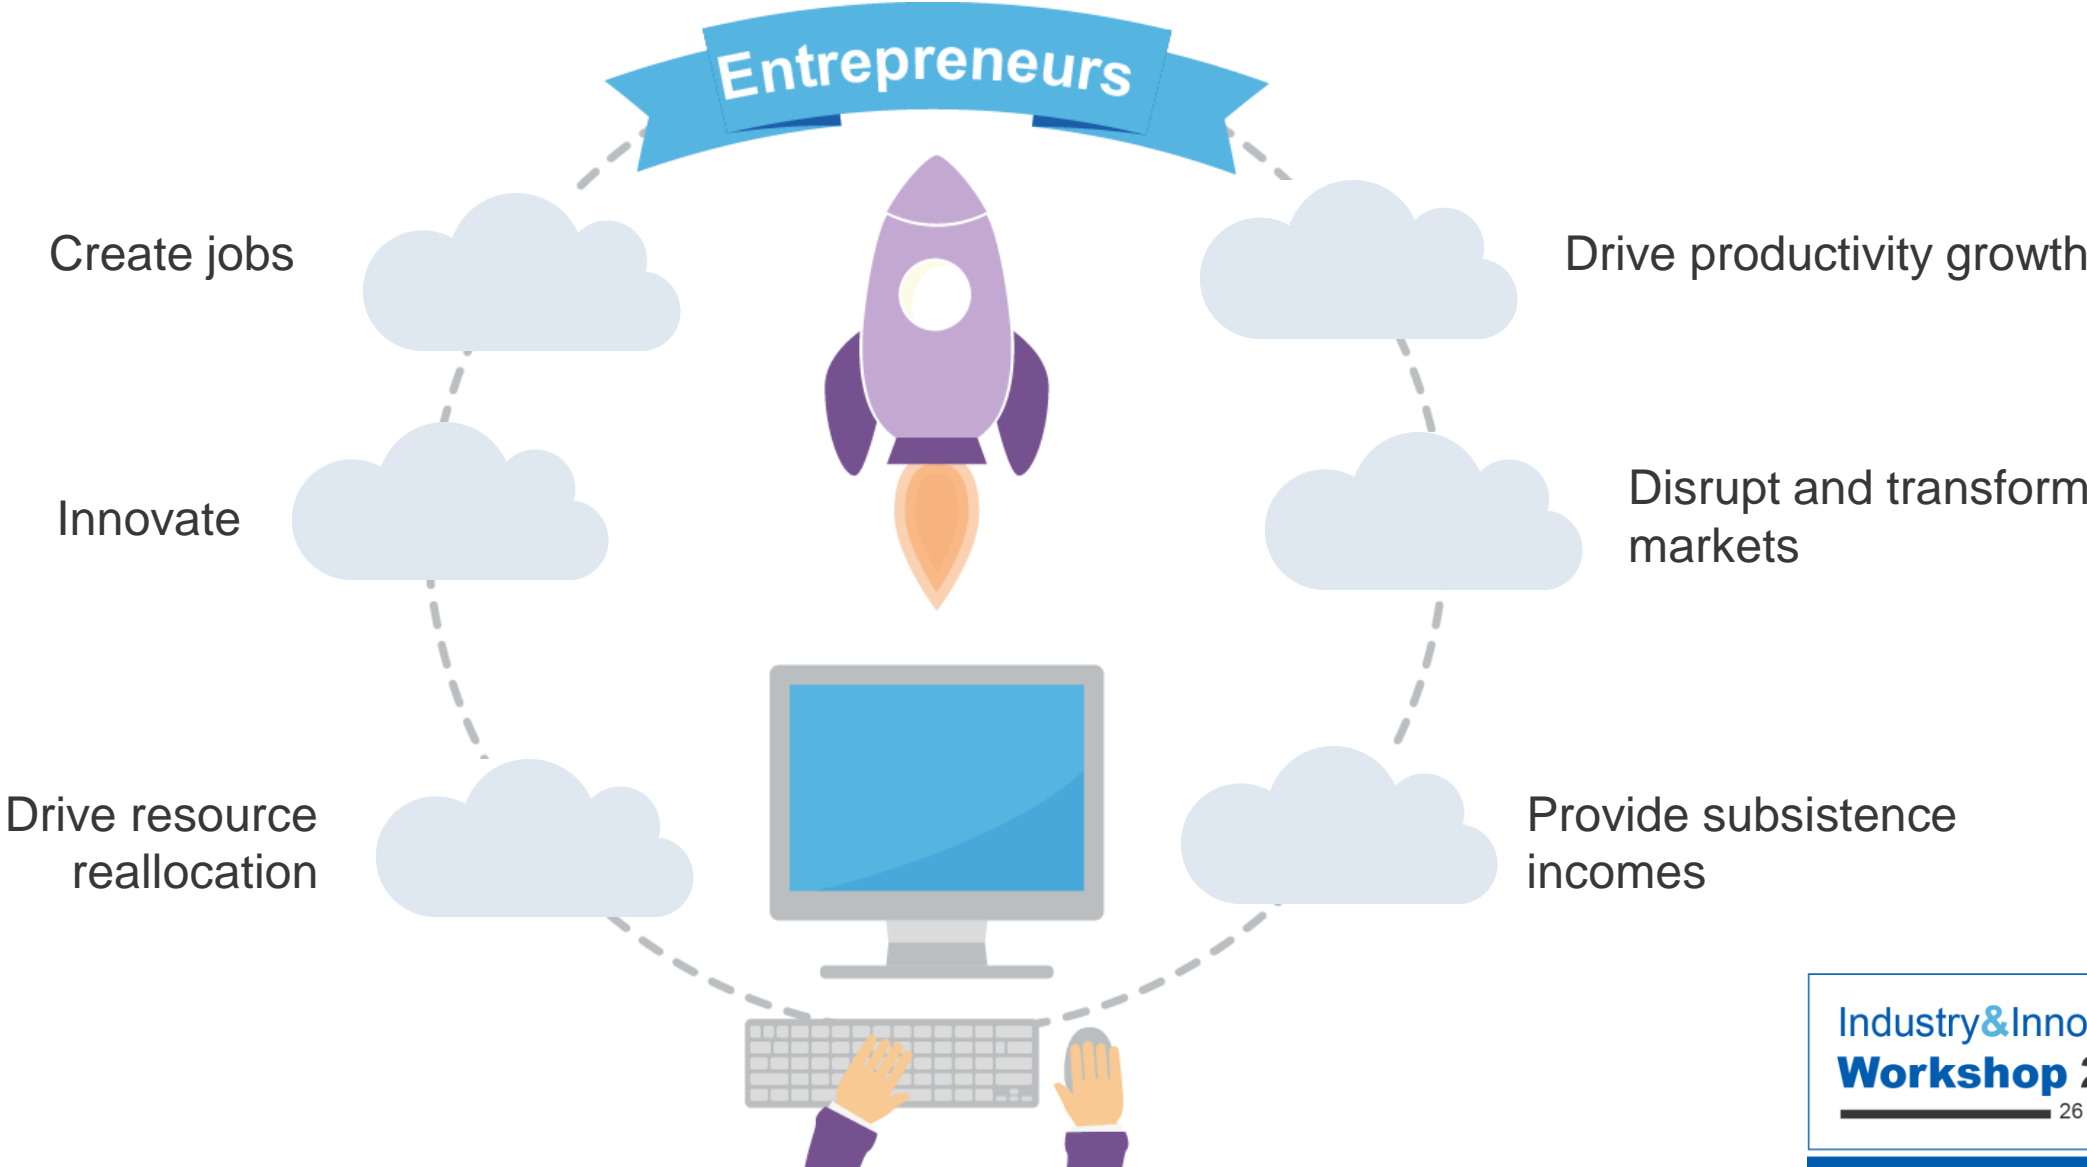 Entrepreneurs
Create jobs
Drive productivity growth
Innovate
Disrupt and transform
markets
Drive resource
reallocation
Provide subsistence
incomes
Industry&Inno
Workshop 2
26